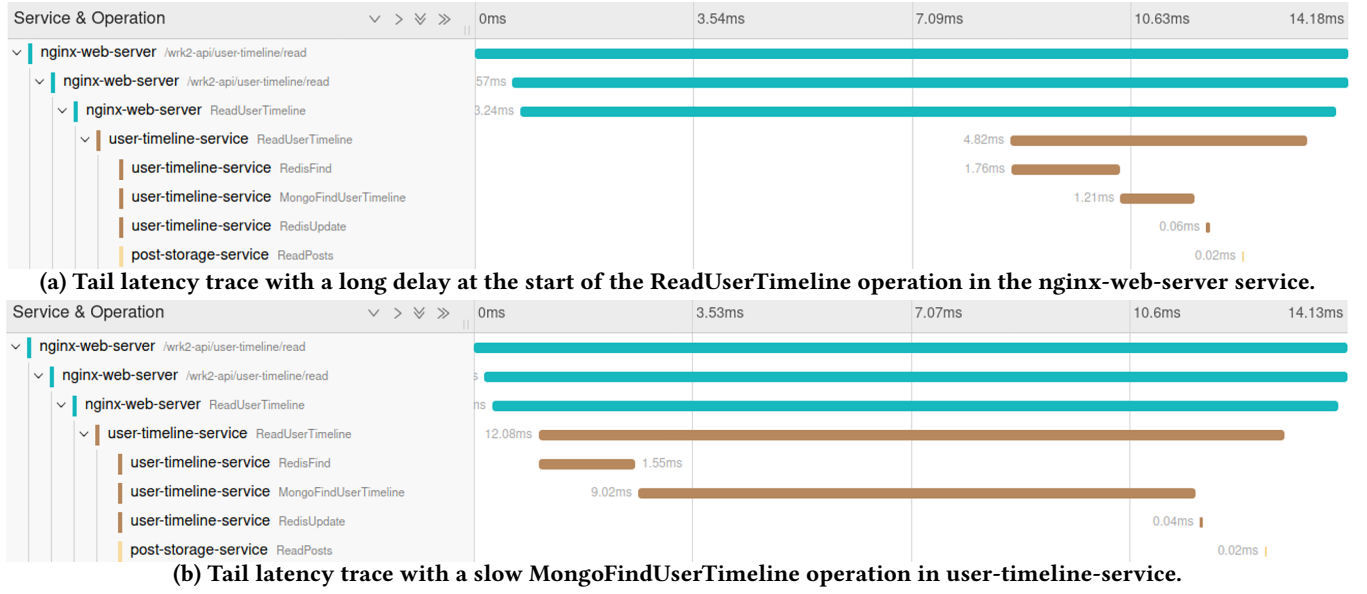 Service & Operation 0ms 3.54ms 7.09ms 10.63ms 14.18ms
nginx-web-server /wrk2-api/user-timeline/read
nginx-web-server /wrk2-api/user-timeline/read 57ms
nginx-web-server ReadUserTimeline 3.24ms
user-timeline-service ReadUserTimeline 4.82ms
user-timeline-service RedisFind 1.76ms
user-timeline-service MongoFindUserTimeline 1.21ms
user-timeline-service RedisUpdate 0.06ms
post-storage-service ReadPosts 0.02ms
(a) Tail latency trace with a long delay at the start of the ReadUserTimeline operation in the nginx-web-server service.
Service & Operation 0ms 3.53ms 7.07ms 10.6ms 14.13ms
nginx-web-server /wrk2-api/user-timeline/read
nginx-web-server /wrk2-api/user-timeline/read s
nginx-web-server ReadUserTimeline ms
user-timeline-service ReadUserTimeline 12.08ms
user-timeline-service RedisFind 1.55ms
user-timeline-service MongoFindUserTimeline 9.02ms
user-timeline-service RedisUpdate 0.04ms
post-storage-service ReadPosts 0.02ms
(b) Tail latency trace with a slow MongoFindUserTimeline operation in user-timeline-service.